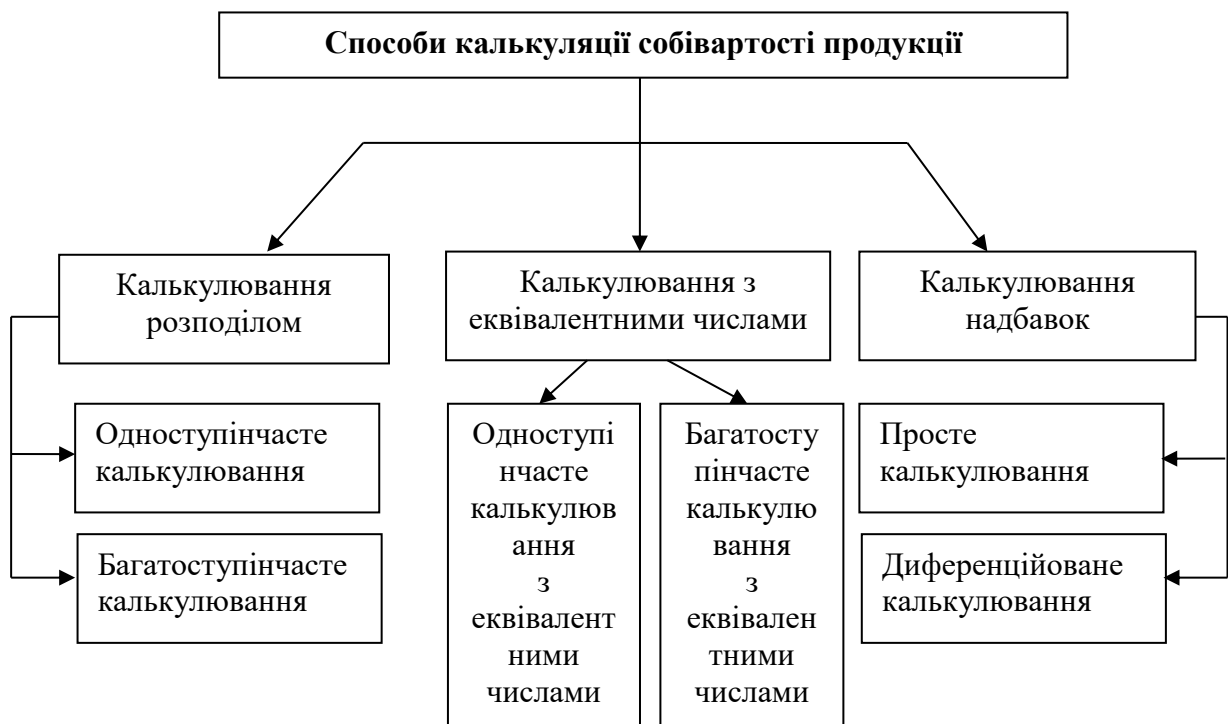 Способи калькуляції собівартості продукції
Калькулювання
розподілом
Калькулювання з
еквівалентними числами
Калькулювання
надбавок
Одноступінчасте
калькулювання
Багатоступінчасте
калькулювання
Одноступі
нчасте
калькулюв
ання
з
еквівалент
ними
числами
Багатосту
пінчасте
калькулю
вання
з
еквівален
тними
числами
Просте
калькулювання
Диференційоване
калькулювання